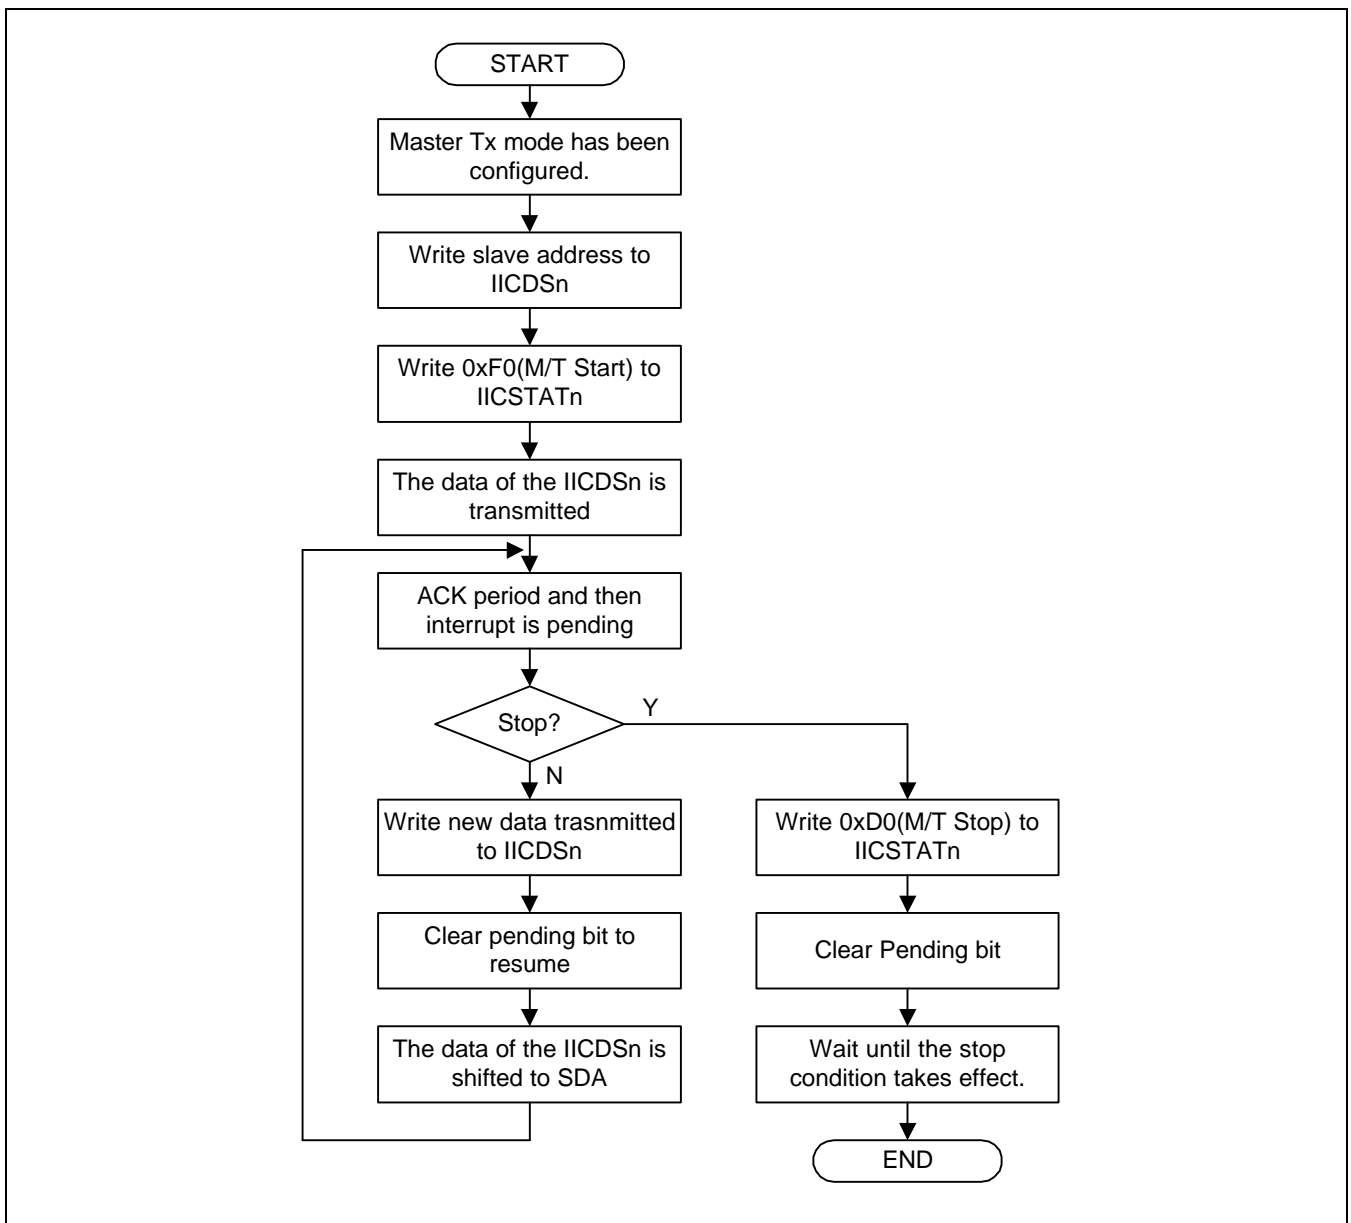 START
Master Tx mode has been
configured.
Write slave address to
IICDSn
Write 0xF0(M/T Start) to
IICSTATn
The data of the IICDSn is
transmitted
ACK period and then
interrupt is pending
Stop?
Y
N
Write new data trasnmitted
to IICDSn
Clear pending bit to
resume
The data of the IICDSn is
shifted to SDA
Write 0xD0(M/T Stop) to
IICSTATn
Clear Pending bit
Wait until the stop
condition takes effect.
END